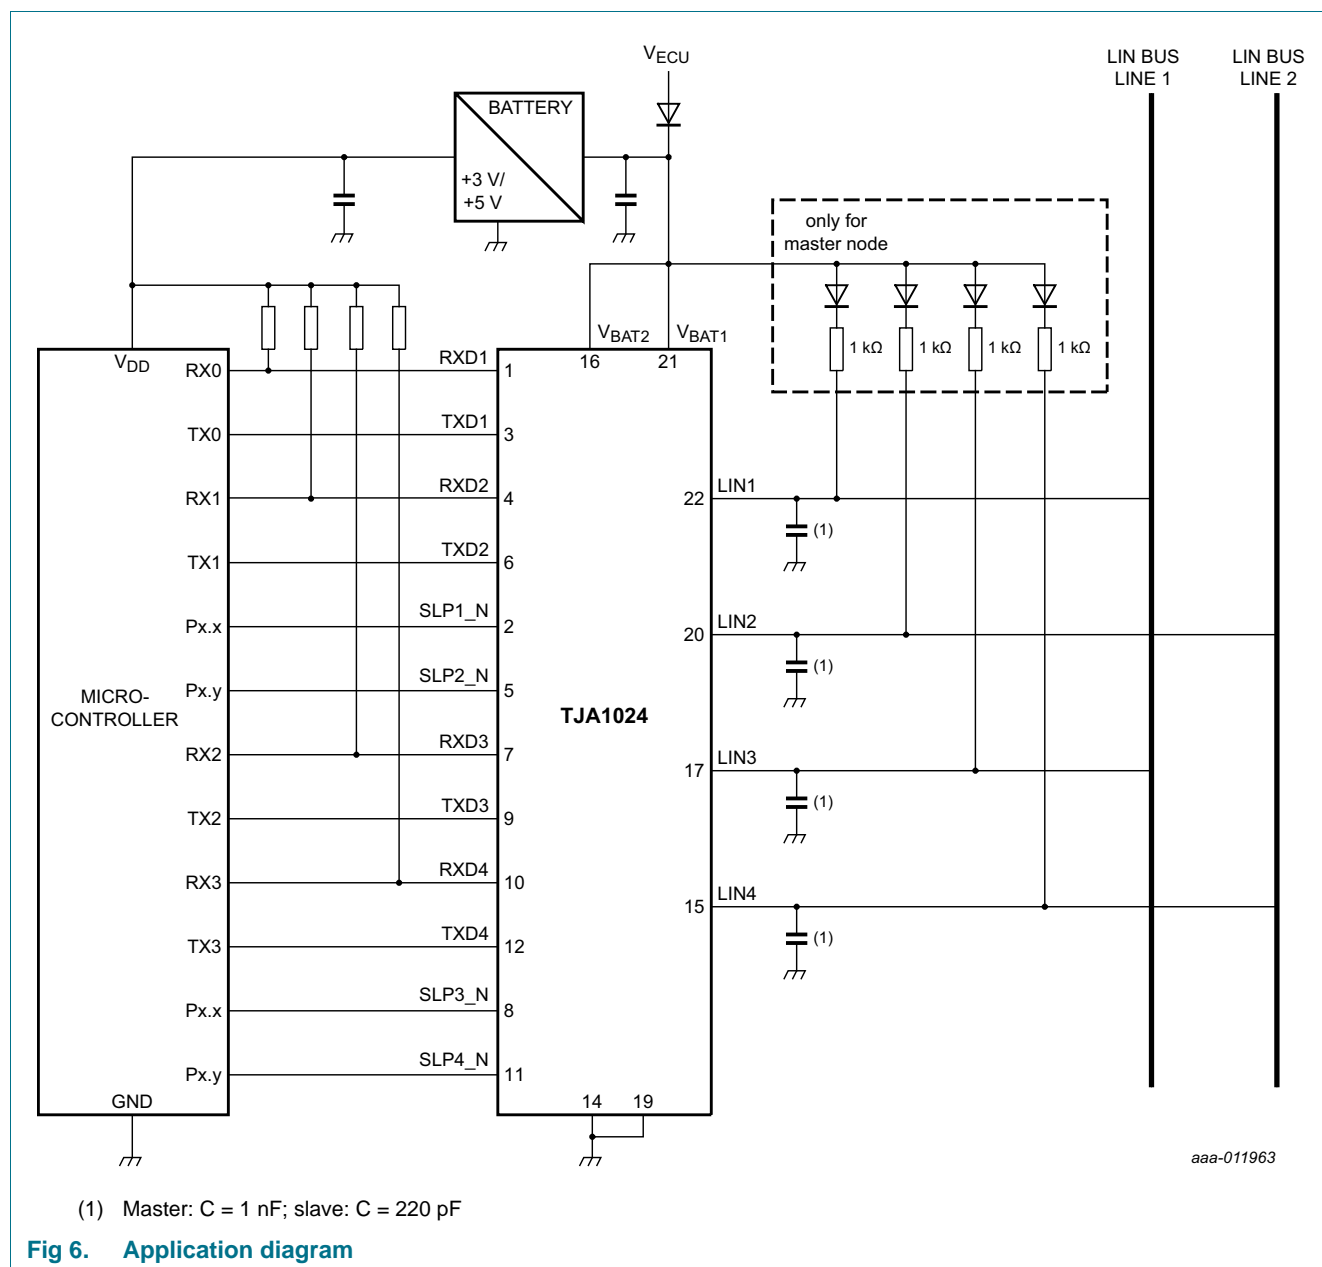 VECU
LIN BUS
LINE 1
LIN BUS
LINE 2
BATTERY
+3 V/
+5 V
only for
master node
1 kΩ
1 kΩ
1 kΩ
1 kΩ
VBAT2
VBAT1
16
21
VDD
RX0
RXD1
1
TX0
TXD1
3
RX1
RXD2
4
22
LIN1
(1)
TX1
TXD2
6
Px.x
SLP1_N
2
20
LIN2
(1)
Px.y
SLP2_N
5
MICRO-
CONTROLLER
TJA1024
RX2
RXD3
7
17
LIN3
(1)
TX2
TXD3
9
RX3
RXD4
10
15
LIN4
(1)
TX3
TXD4
12
Px.x
SLP3_N
8
Px.y
SLP4_N
11
GND
14
19
aaa-011963
(1) Master: C = 1 nF; slave: C = 220 pF
Fig 6. Application diagram